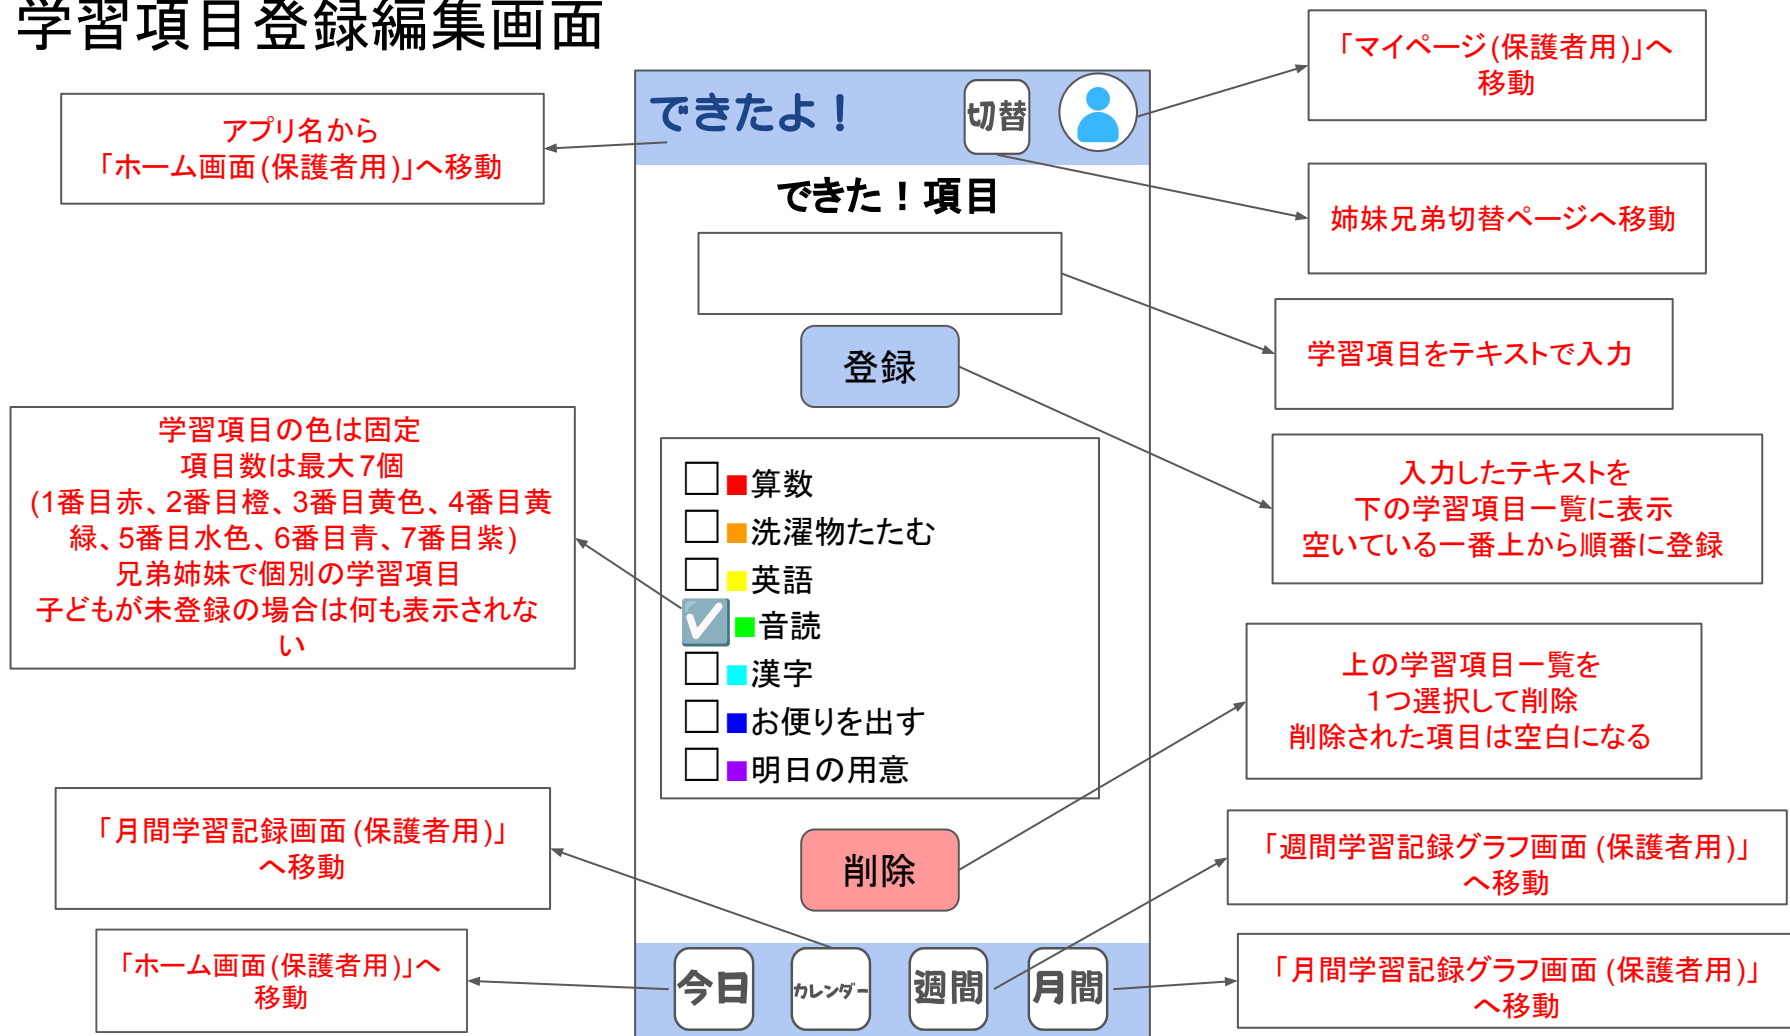 学習項目登録編集画面
「マイページ(保護者用)」へ
移動
アプリ名から
「ホーム画面(保護者用)」へ移動
できたよ！
切替
できた！項目
姉妹兄弟切替ページへ移動
学習項目をテキストで入力
登録
学習項目の色は固定
項目数は最大7個
(1番目赤、2番目橙、3番目黄色、4番目黄
緑、5番目水色、6番目青、7番目紫)
兄弟姉妹で個別の学習項目
子どもが未登録の場合は何も表示されな
い
入力したテキストを
下の学習項目一覧に表示
空いている一番上から順番に登録
算数
洗濯物たたむ
英語
音読
漢字
お便りを出す
明日の用意
上の学習項目一覧を
1つ選択して削除
削除された項目は空白になる
削除
「月間学習記録画面(保護者用)」
へ移動
「週間学習記録グラフ画面(保護者用)」
へ移動
「ホーム画面(保護者用)」へ
移動
「月間学習記録グラフ画面(保護者用)」
へ移動
今日
カレンダー
週間
月間